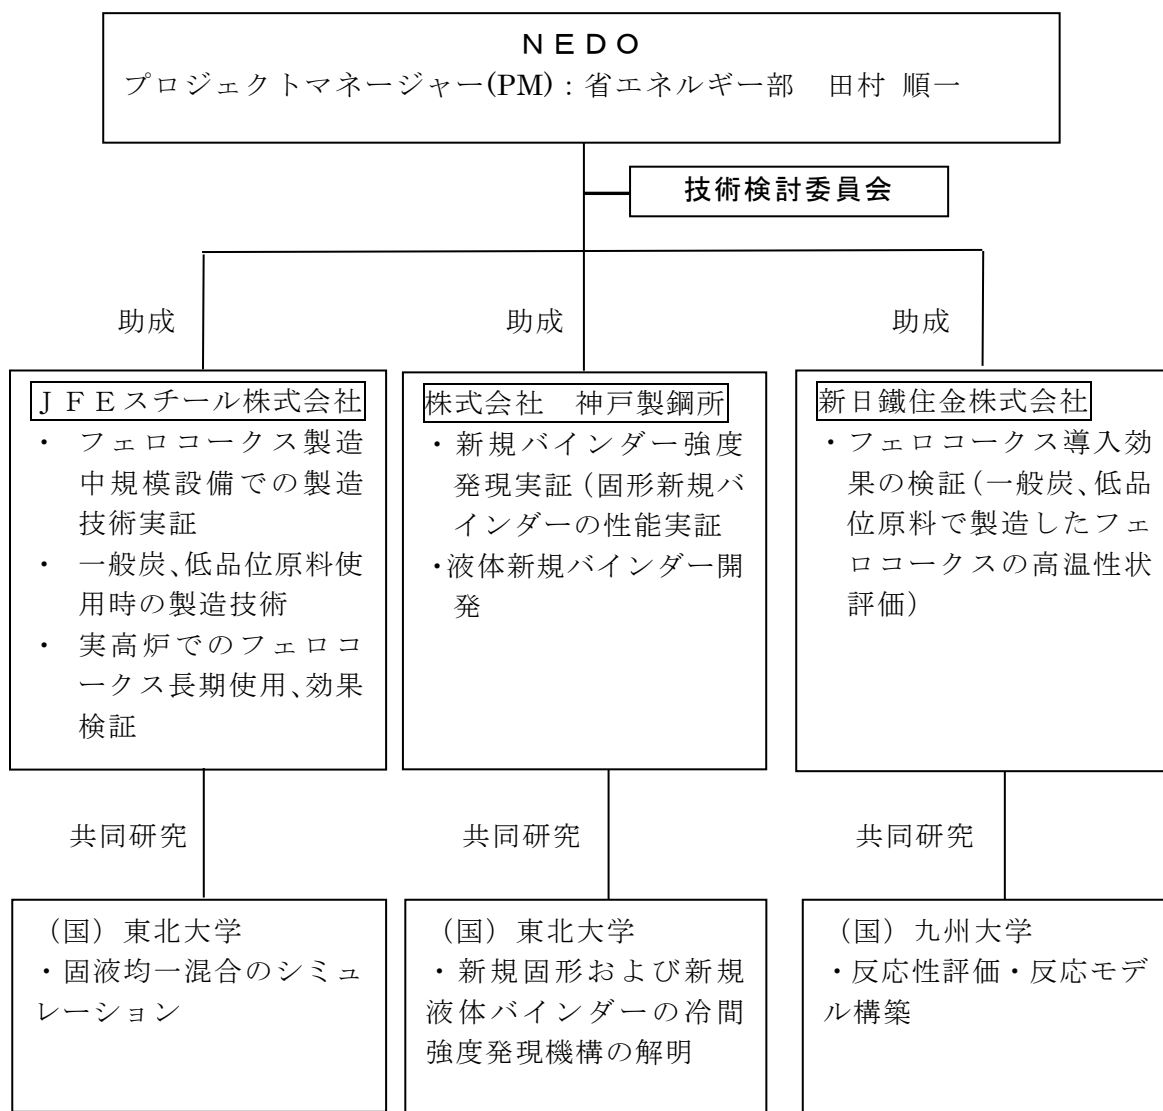 ＮＥＤＯ
プロジェクトマネージャー(PM)：省エネルギー部　田村 順一
技術検討委員会
助成
助成
助成
ＪＦＥスチール株式会社
・ フェロコークス製造
中規模設備での製造
技術実証
・ 一般炭、低品位原料使
用時の製造技術
・ 実高炉でのフェロコ
ークス長期使用、効果
検証
株式会社　神戸製鋼所
・新規バインダー強度
発現実証（固形新規バ
インダーの性能実証
・液体新規バインダー開
発
新日鐵住金株式会社
・フェロコークス導入効
果の検証（一般炭、低品
位原料で製造したフェ
ロコークスの高温性状
評価）
共同研究
共同研究
共同研究
（国）東北大学
・固液均一混合のシミュ
レーション
（国）東北大学
・新規固形および新規
液体バインダーの冷間
強度発現機構の解明
（国）九州大学
・反応性評価・反応モデ
ル構築